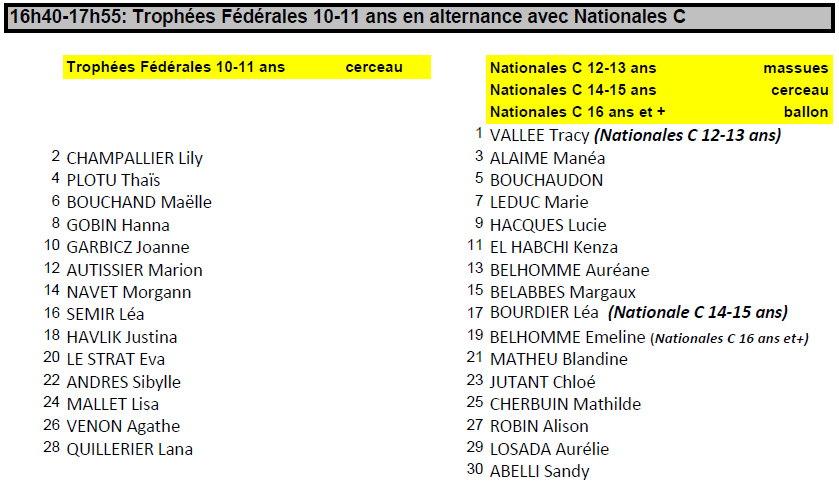 16h40-17h55: Trophées Fédérales 10-11 ans en alternance avec Nationales C
Trophées Fédérales 10-11 ans cerceau
Nationales C 12-13 ans massues
Nationales C 14-15 ans cerceau
Nationales C 16 ans et + ballon
1 VALLEE Tracy (Nationales C 12-13 ans)
2 CHAMPALLIER Lily 3 ALAIME Manéa
4 PLOTU Thaïs 5 BOUCHAUDON
6 BOUCHAND Maëlle 7 LEDUC Marie
8 GOBIN Hanna 9 HACQUES Lucie
10 GARBICZ Joanne 11 EL HABCHI Kenza
12 AUTISSIER Marion 13 BELHOMME Auréane
14 NAVET Morgann 15 BELABBES Margaux
16 SEMIR Léa 17 BOURDIER Léa (Nationale C 14-15 ans)
18 HAVLIK Justina 19 BELHOMME Emeline (Nationales C 16 ans et+)
20 LE STRAT Eva 21 MATHEU Blandine
22 ANDRES Sibylle 23 JUTANT Chloé
24 MALLET Lisa 25 CHERBUIN Mathilde
26 VENON Agathe 27 ROBIN Alison
28 QUILLERIER Lana 29 LOSADA Aurélie
30 ABELLI Sandy